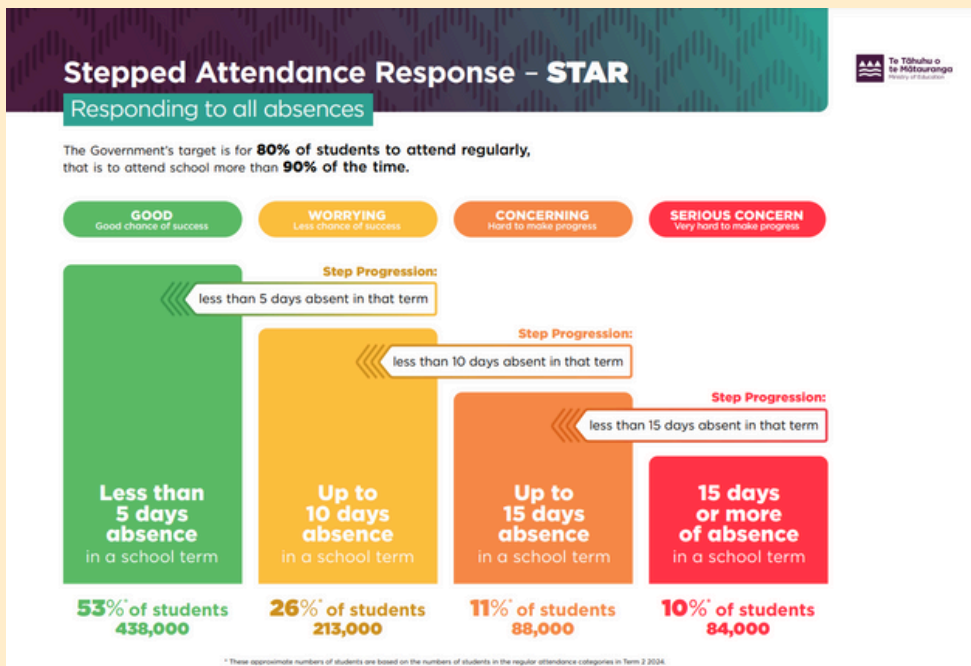 Stepped Attendance Response – STAR
Te Tāhuhu o
te Mātauranga
Ministry of Education
Responding to all absences
The Government's target is for 80% of students to attend regularly,
that is to attend school more than 90% of the time.
GOOD
Good chance of success
WORRYING
Less chance of success
CONCERNING
Hard to make progress
SERIOUS CONCERN
Very hard to make progress
Step Progression:
less than 5 days absent in that term
Step Progression:
less than 10 days absent in that term
Step Progression:
less than 15 days absent in that term
Less than
5 days
absence
in a school term
Up to
10 days
absence
in a school term
Up to
15 days
absence
in a school term
15 days
or more
of absence
in a school term
53%* of students
438,000
26%* of students
213,000
11%* of students
88,000
10%* of students
84,000
* These approximate numbers of students are based on the numbers of students in the regular attendance categories in Term 2 2024.